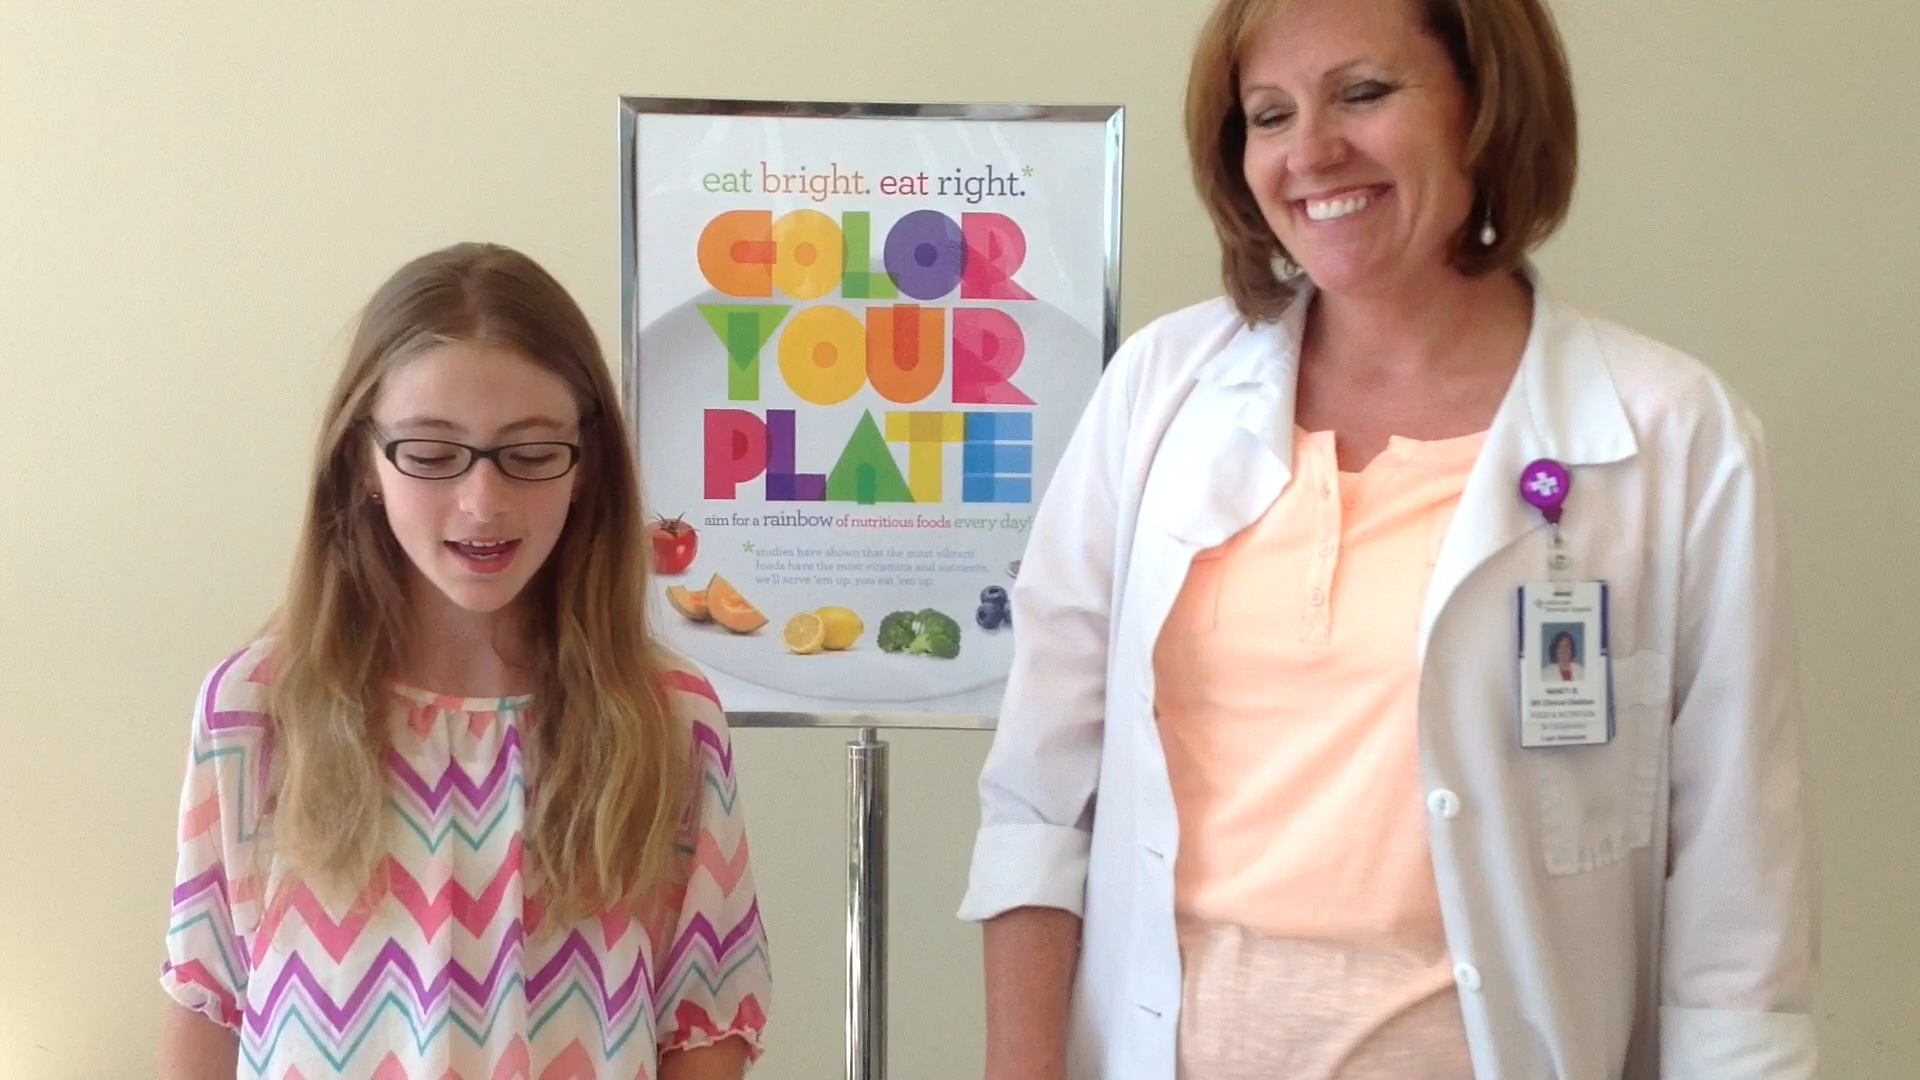 eat bright. eat right.*
COLOR
YOUR
PLATE
aim for a rainbow of nutritious foods every day!
*studies have shown that the most vibrant
foods have the most vitamins and nutrients.
we'll serve 'em up. you eat 'em up.
NANCY R.